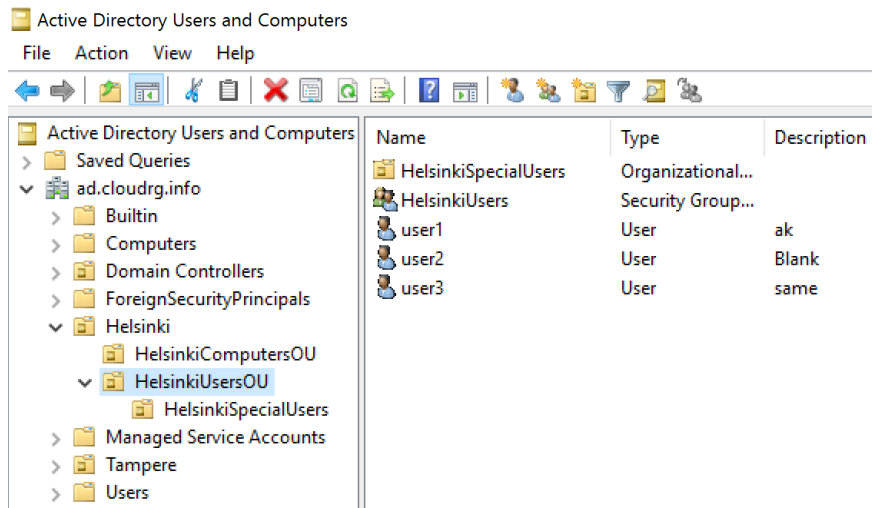 Active Directory Users and Computers
File Action View Help
Active Directory Users and Computers
Saved Queries
ad.cloudrg.info
Builtin
Computers
Domain Controllers
ForeignSecurityPrincipals
Helsinki
HelsinkiComputersOU
HelsinkiUsersOU
HelsinkiSpecialUsers
Managed Service Accounts
Tampere
Users
Name Type Description
HelsinkiSpecialUsers Organizational...
HelsinkiUsers Security Group...
user1 User ak
user2 User Blank
user3 User same